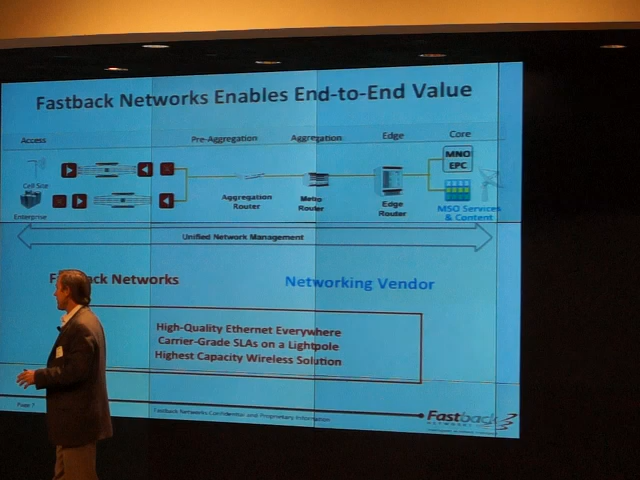 Fastback Networks Enables End-to-End Value
Access
Pre-Aggregation
Aggregation
Edge
Core
MNO
EPC
Cell Site
Enterprise
Aggregation
Router
Metro
Router
Edge
Router
MSO Services
& Content
Unified Network Management
Fastback Networks
Networking Vendor
High-Quality Ethernet Everywhere
Carrier-Grade SLAs on a Lightpole
Highest Capacity Wireless Solution
Page 7
Fastback Networks Confidential and Proprietary Information
Fastback
NETWORKS